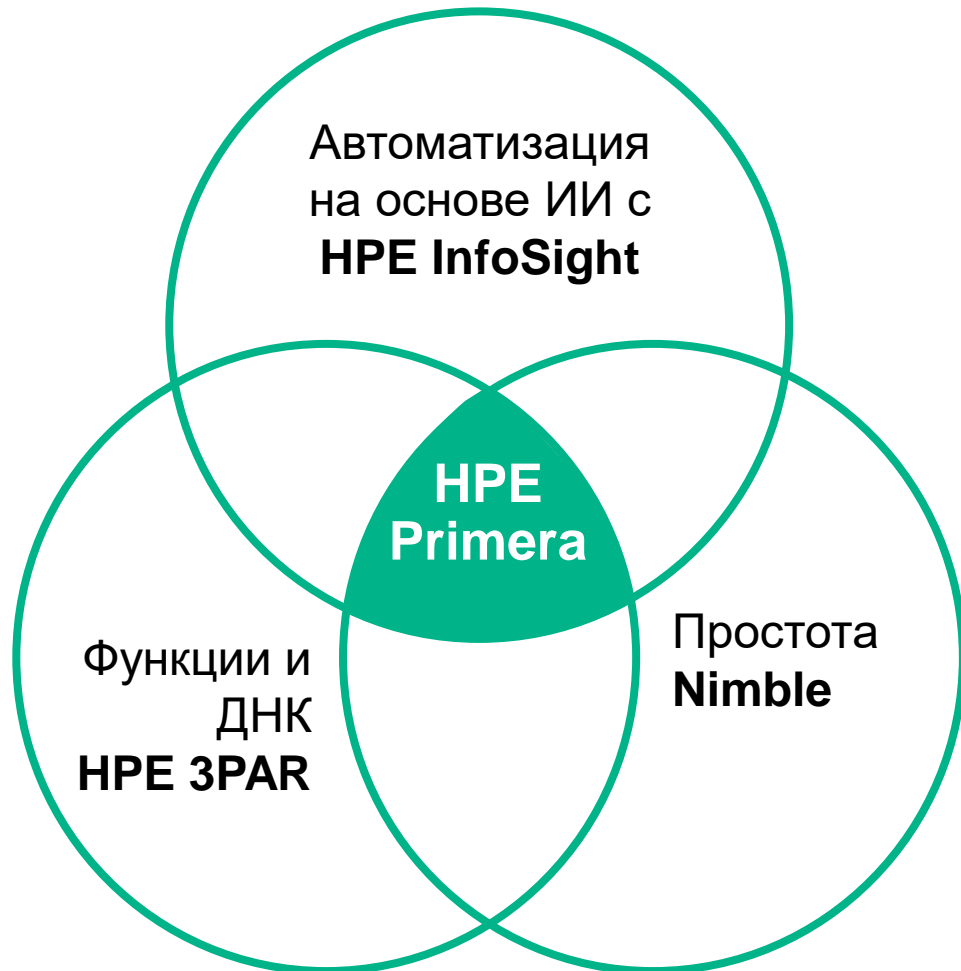 Автоматизация
на основе ИИ с
HPE InfoSight
HPE
Primera
Функции и
ДНК
HPE 3PAR
Простота
Nimble